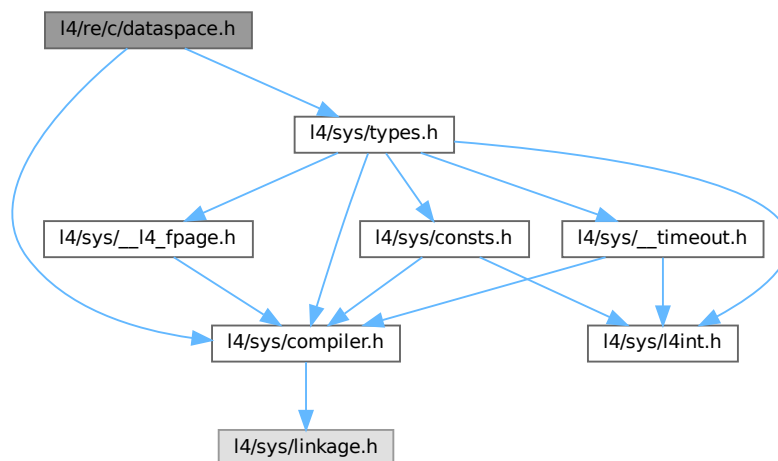 l4/re/c/dataspace.h
l4/sys/types.h
l4/sys/__l4_fpage.h
l4/sys/consts.h
l4/sys/__timeout.h
l4/sys/compiler.h
l4/sys/l4int.h
l4/sys/linkage.h